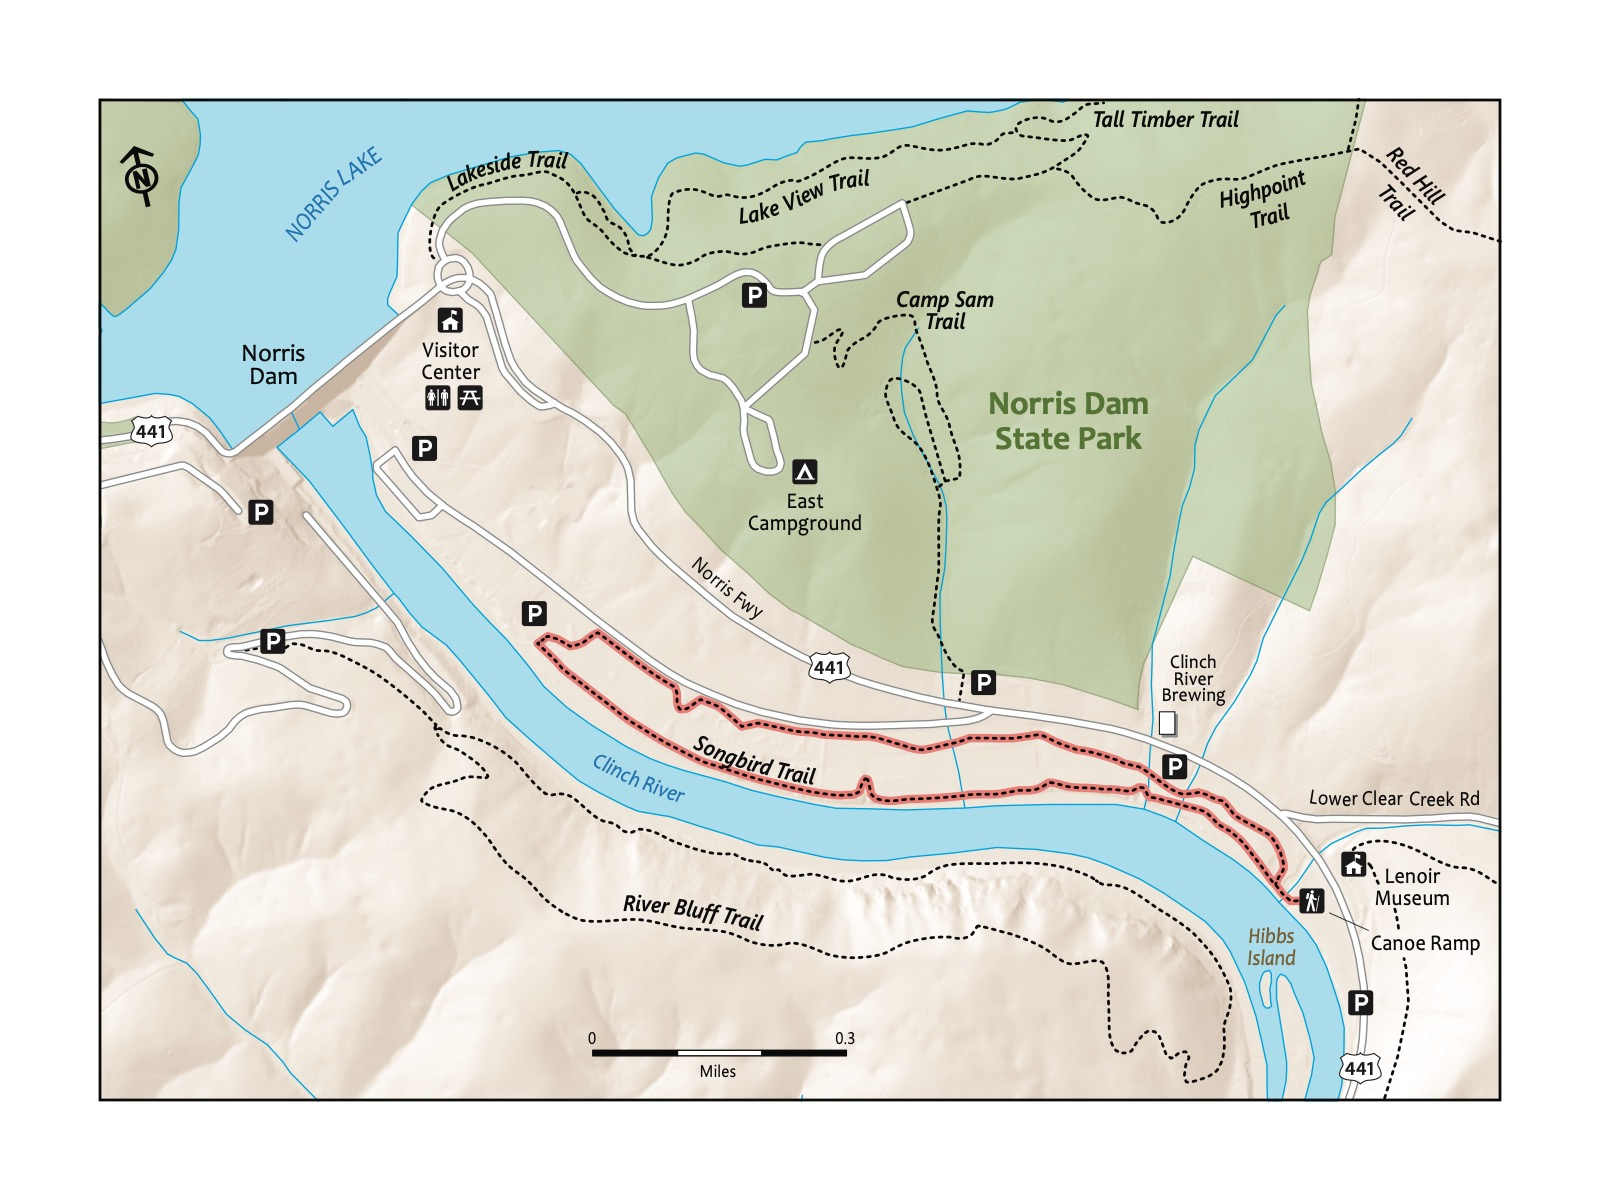 Tall Timber Trail
Lakeside Trail
NORRIS LAKE
N
Lake View Trail
Highpoint
Trail
Red Hill
Trail
P
Camp Sam
Trail
Visitor
Center
Norris
Dam
Norris Dam
State Park
441
P
East
Campground
P
Norris Fwy
P
P
441
Clinch
River
Brewing
P
P
Songbird Trail
Clinch River
P
Lower Clear Creek Rd
Lenoir
Museum
River Bluff Trail
Canoe Ramp
Hibbs
Island
P
0 0.3
Miles
441